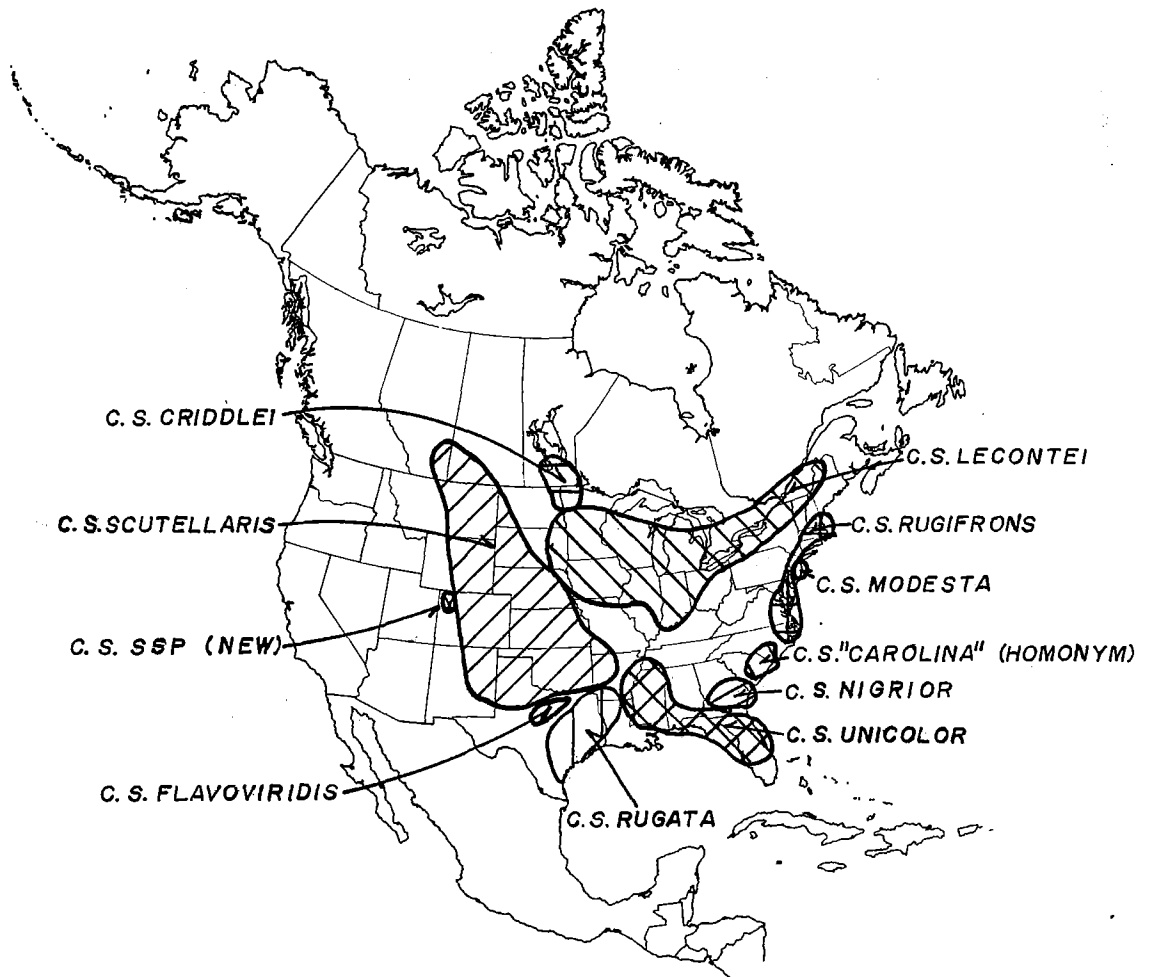 C. S. CRIDDLEI
C. S. LECONTEI
C. S. SCUTELLARIS
C. S. RUGIFRONS
C. S. MODESTA
C. S. SSP (NEW)
C. S. "CAROLINA" (HOMONYM)
C. S. NIGRIOR
C. S. UNICOLOR
C. S. FLAVOVIRIDIS
C. S. RUGATA